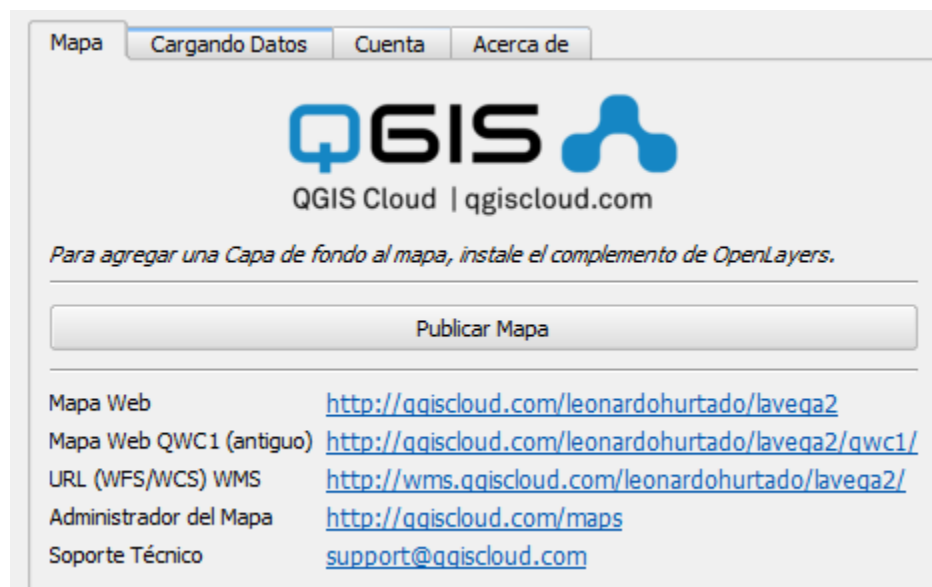 Mapa Cargando Datos Cuenta Acerca de
QGIS
QGIS Cloud | qgiscloud.com
Para agregar una Capa de fondo al mapa, instale el complemento de OpenLayers.
Publicar Mapa
Mapa Web http://qgiscloud.com/leonardohurtado/lavega2
Mapa Web QWC1 (antiguo) http://qgiscloud.com/leonardohurtado/lavega2/qwc1/
URL (WFS/WCS) WMS http://wms.qgiscloud.com/leonardohurtado/lavega2/
Administrador del Mapa http://qgiscloud.com/maps
Soporte Técnico support@qgiscloud.com